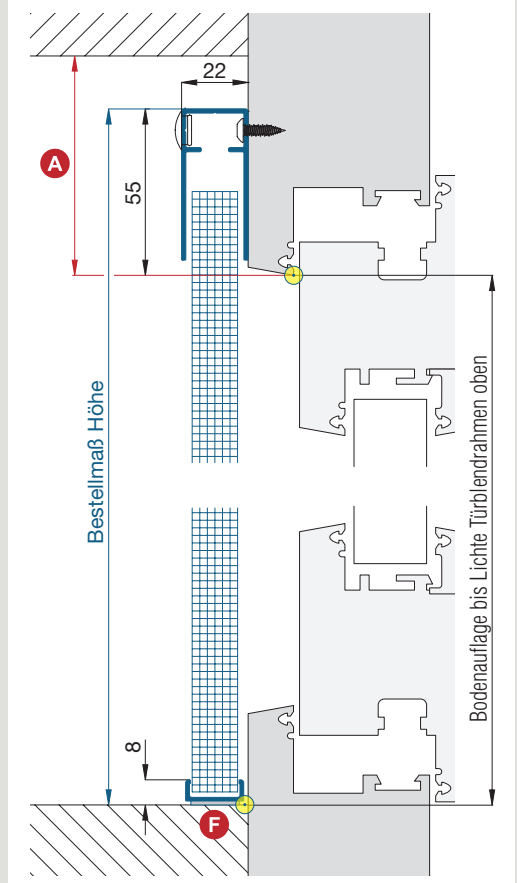 22
A
55
Bestellmaß Höhe
Bodenauflage bis Lichte Türblendrahmen oben
8
F